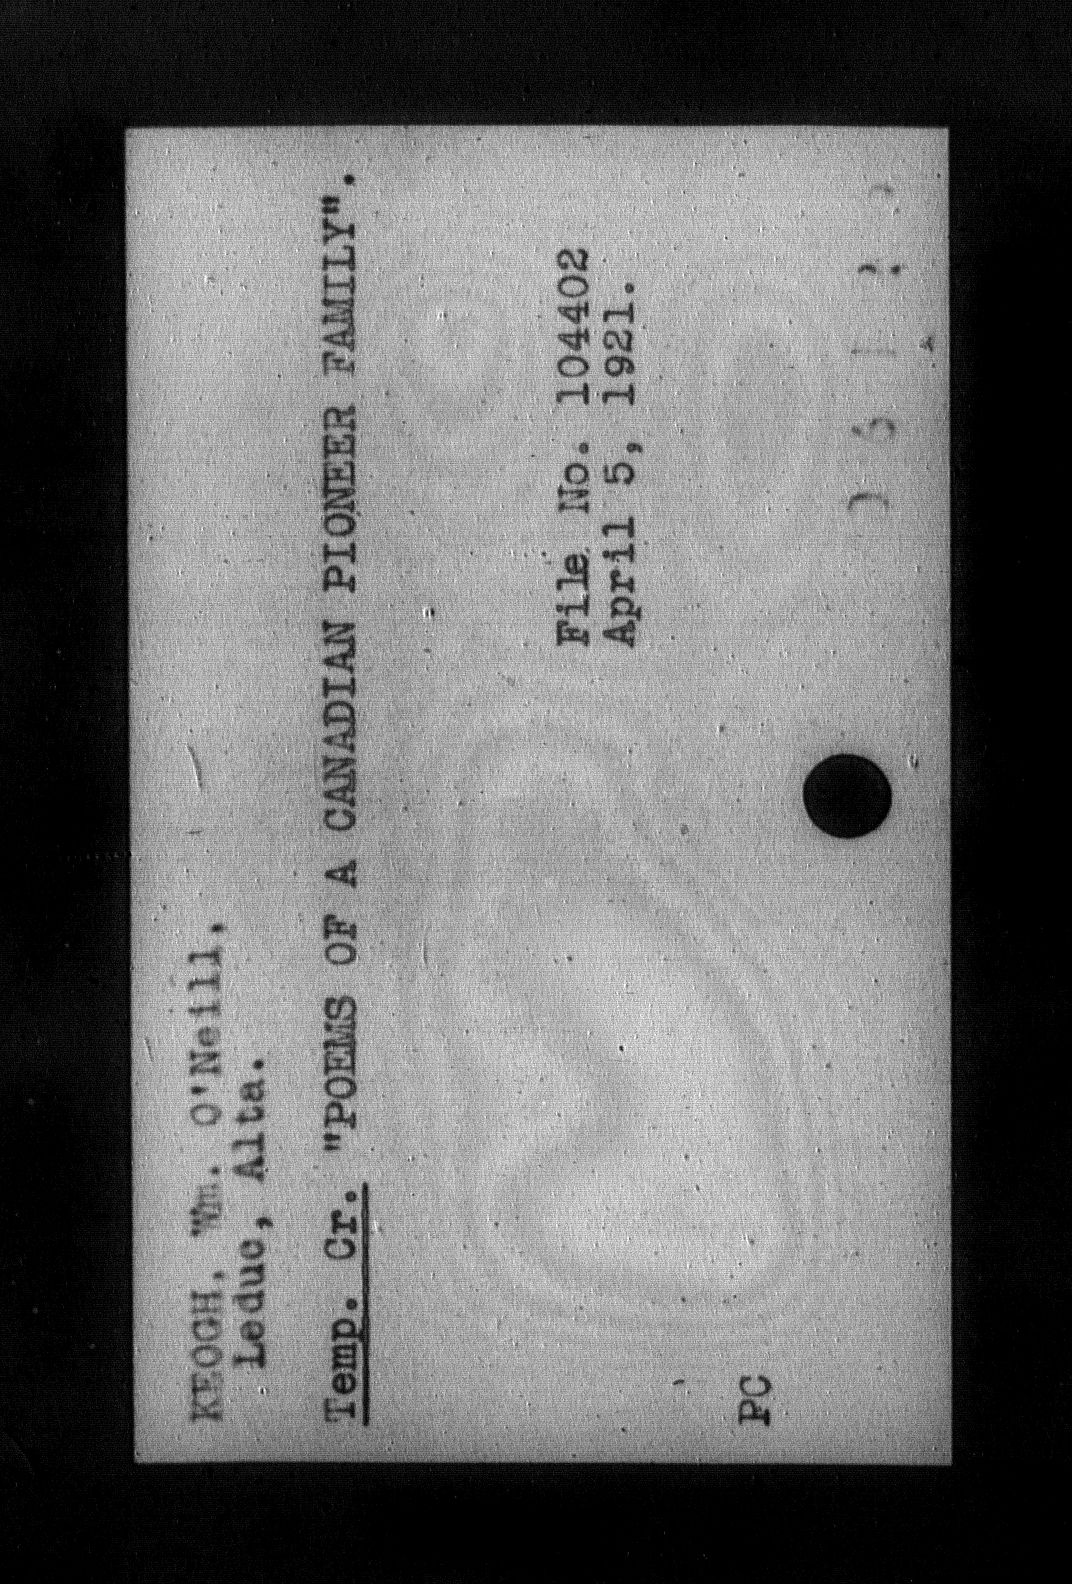 KEOGH, Wm. O'Neill,
Leduc, Alta.
Temp. Cr. "POEMS OF A CANADIAN PIONEER FAMILY".
File No. 104402
April 5, 1921.
PC